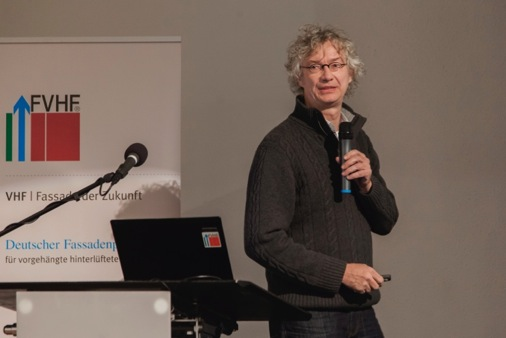 FVHF®
VHF | Fassade der Zukunft
Deutscher
für vorgehängte